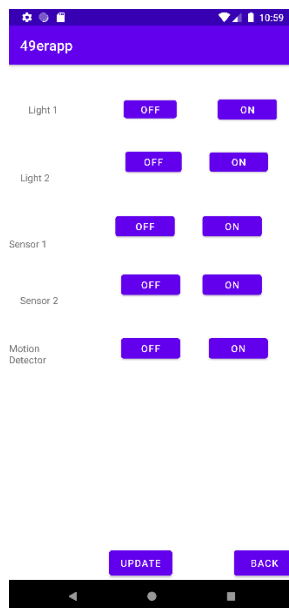 10:59
49erapp
Light 1 OFF ON
Light 2 OFF ON
Sensor 1 OFF ON
Sensor 2 OFF ON
Motion Detector OFF ON
UPDATE BACK